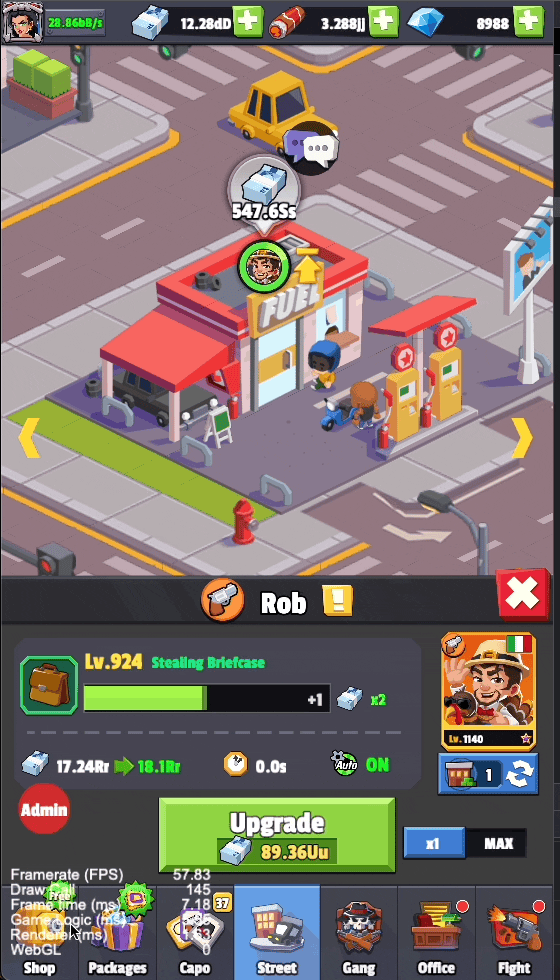 28.86bB/s
12.28dD
3.288jj
8988
547.6Ss
FUEL
Rob
Lv.924 Stealing Briefcase
+1
x2
17.24Rr 18.1Rr
0.0s
Auto ON
Lv. 1140
1
Admin
Upgrade
89.36Uu
x1 MAX
Framerate (FPS) 57.83
Draw Call 145
Frame time (ms) 7.18
Game Logic (ms)
Renderer (ms)
WebGL 0
Free
37
Shop
Packages
Capo
Street
Gang
Office
Fight